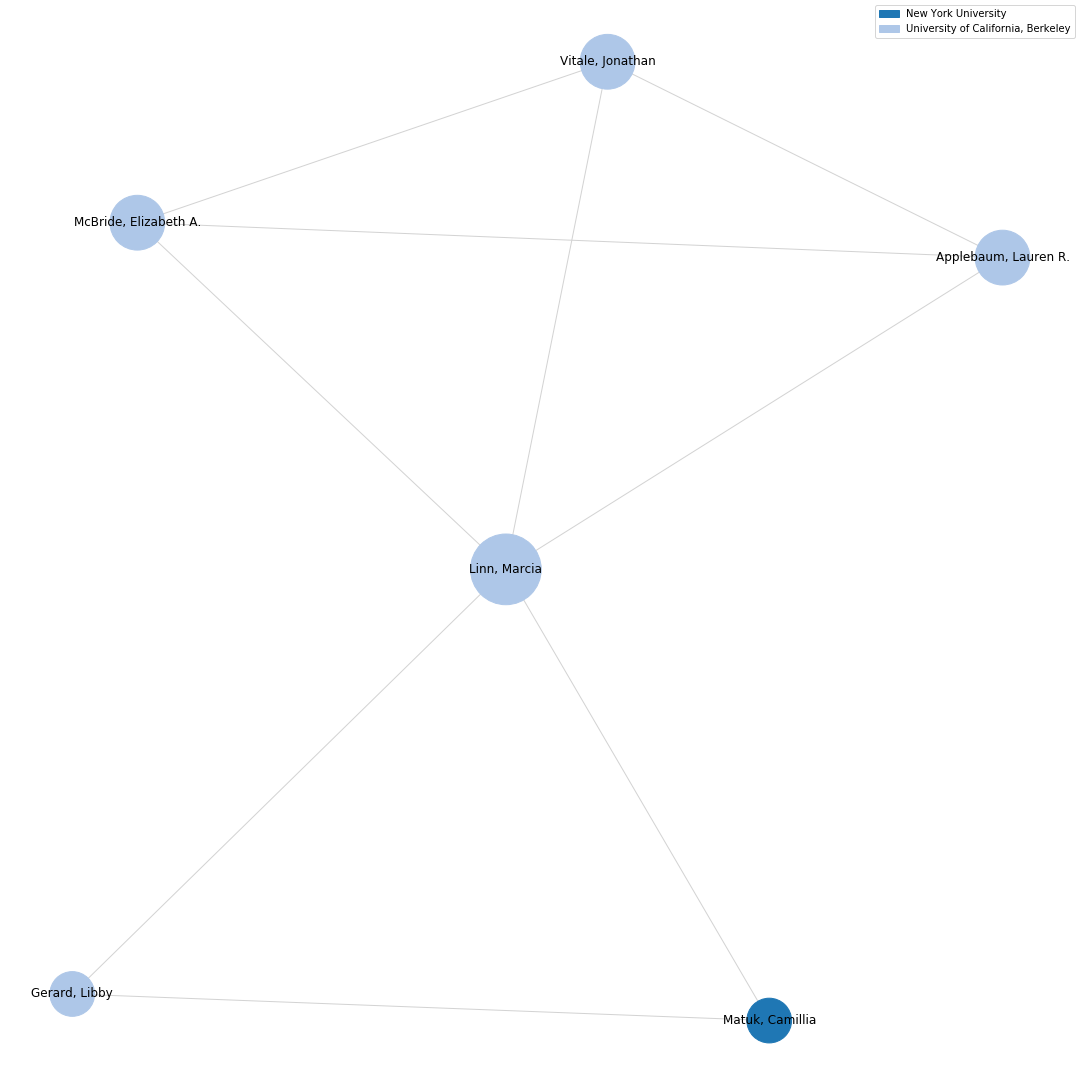 New York University
University of California, Berkeley
Vitale, Jonathan
McBride, Elizabeth A.
Applebaum, Lauren R.
Linn, Marcia
Gerard, Libby
Matuk, Camillia